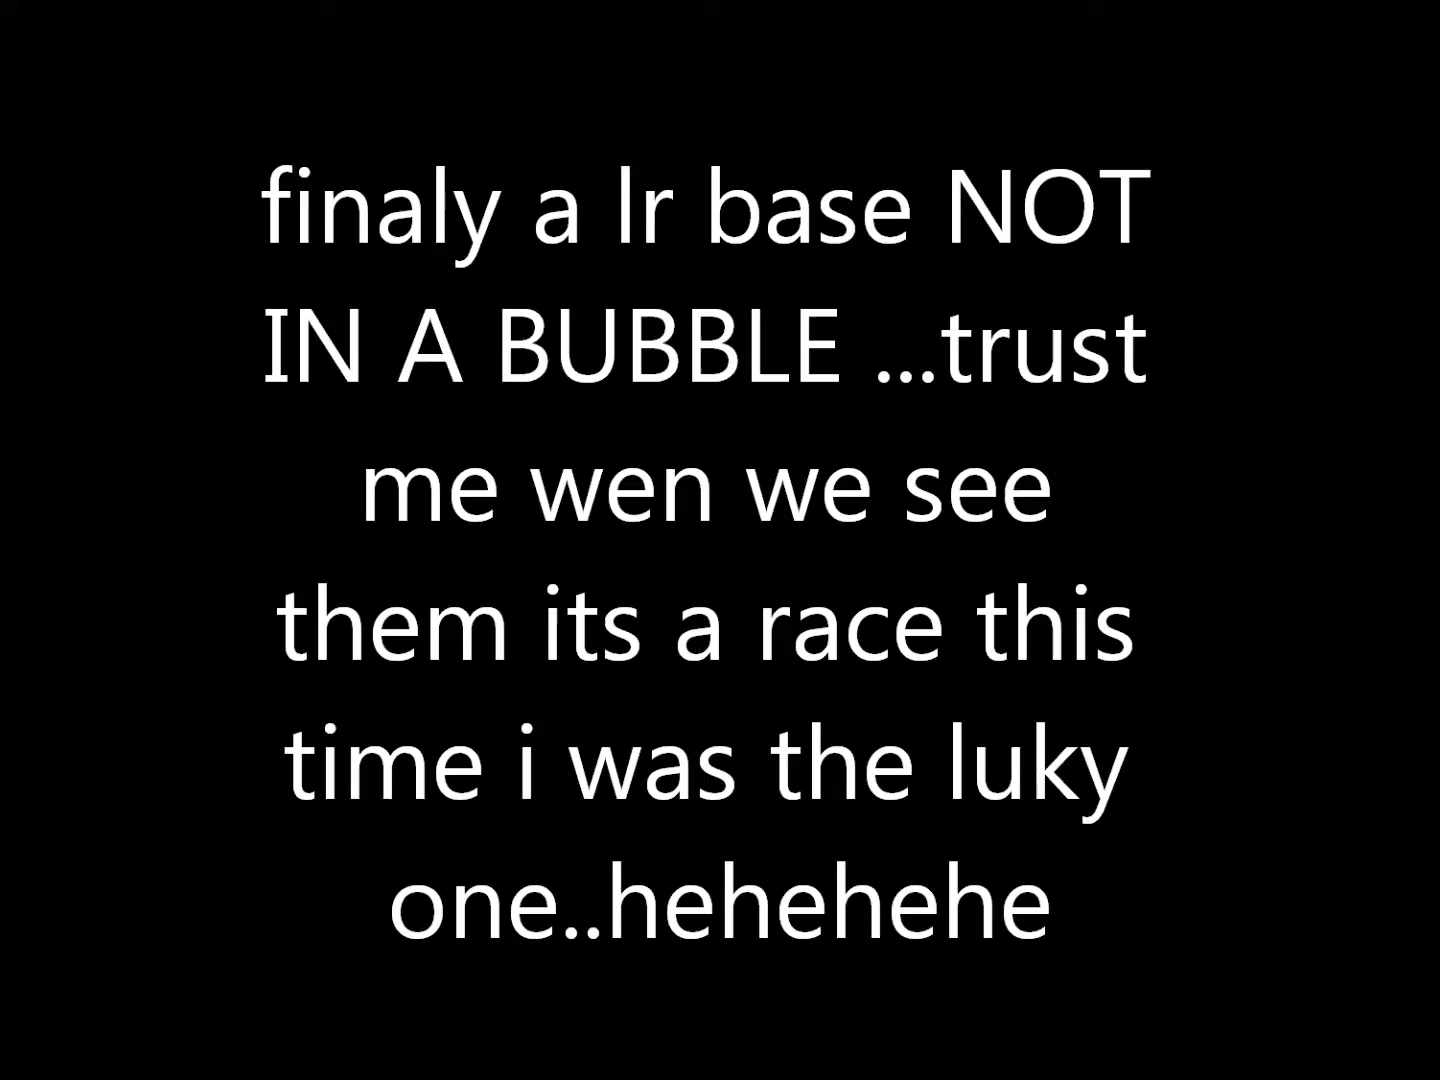 finaly a lr base NOT
IN A BUBBLE ...trust
me wen we see
them its a race this
time i was the luky
one..hehehehe